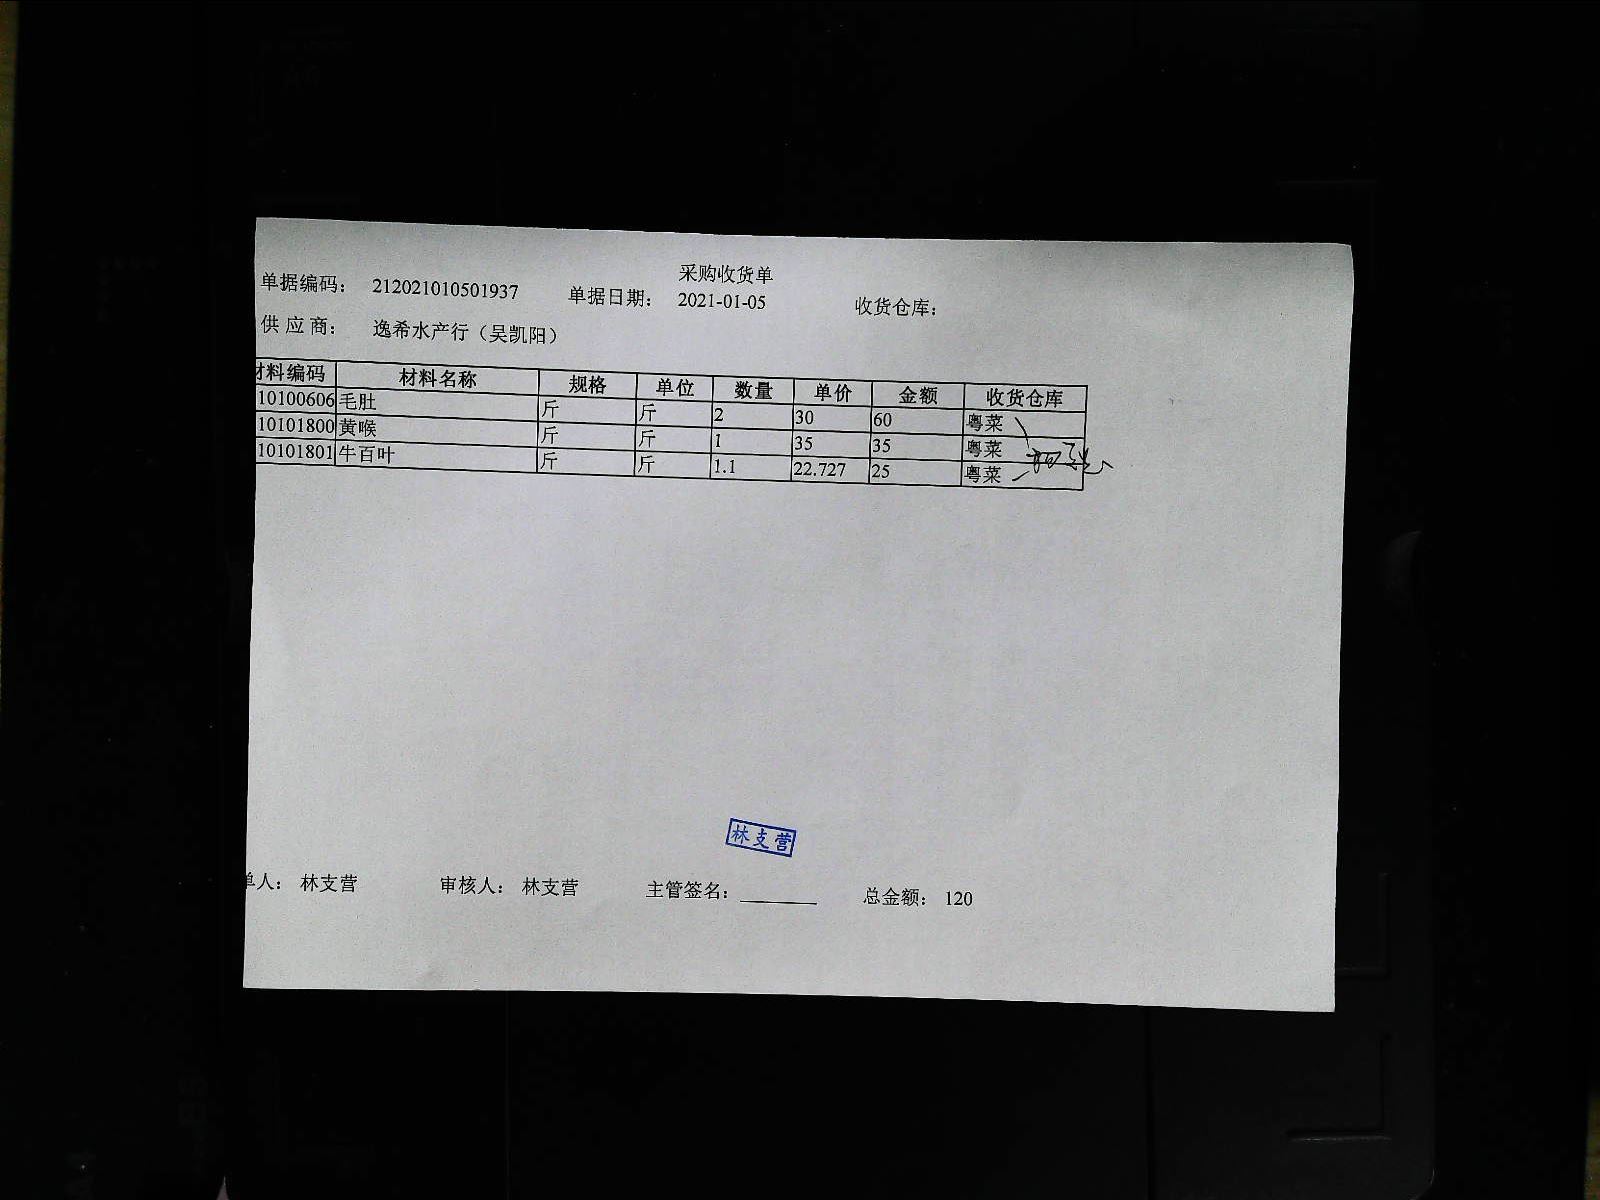 采购收货单
单据编码: 212021010501937 单据日期: 2021-01-05 收货仓库:
供应商: 逸希水产行（吴凯阳）
材料编码 材料名称 规格 单位 数量 单价 金额 收货仓库
10100606 毛肚 斤 斤 2 30 60 粤菜
10101800 黄喉 斤 斤 1 35 35 粤菜
10101801 牛百叶 斤 斤 1.1 22.727 25 粤菜
林支营
单人: 林支营 审核人: 林支营 主管签名: 总金额: 120